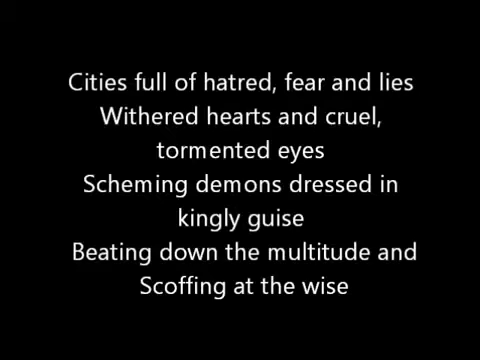 Cities full of hatred, fear and lies
Withered hearts and cruel,
tormented eyes
Scheming demons dressed in
kingly guise
Beating down the multitude and
Scoffing at the wise